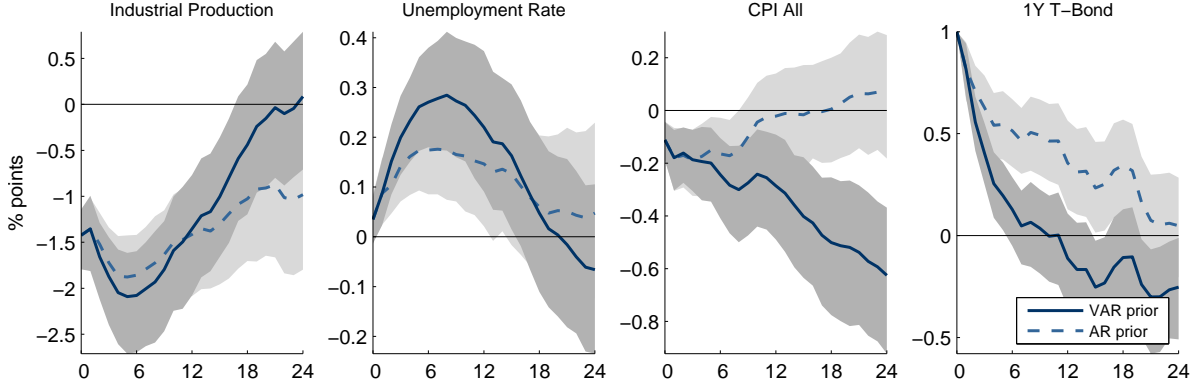 Industrial Production
Unemployment Rate
CPI All
1Y T−Bond
% points
0.5
0
−0.5
−1
−1.5
−2
−2.5
0 6 12 18 24
0.4
0.3
0.2
0.1
0
−0.1
−0.2
0 6 12 18 24
0.2
0
−0.2
−0.4
−0.6
−0.8
0 6 12 18 24
1
0.5
0
−0.5
0 6 12 18 24
VAR prior
AR prior